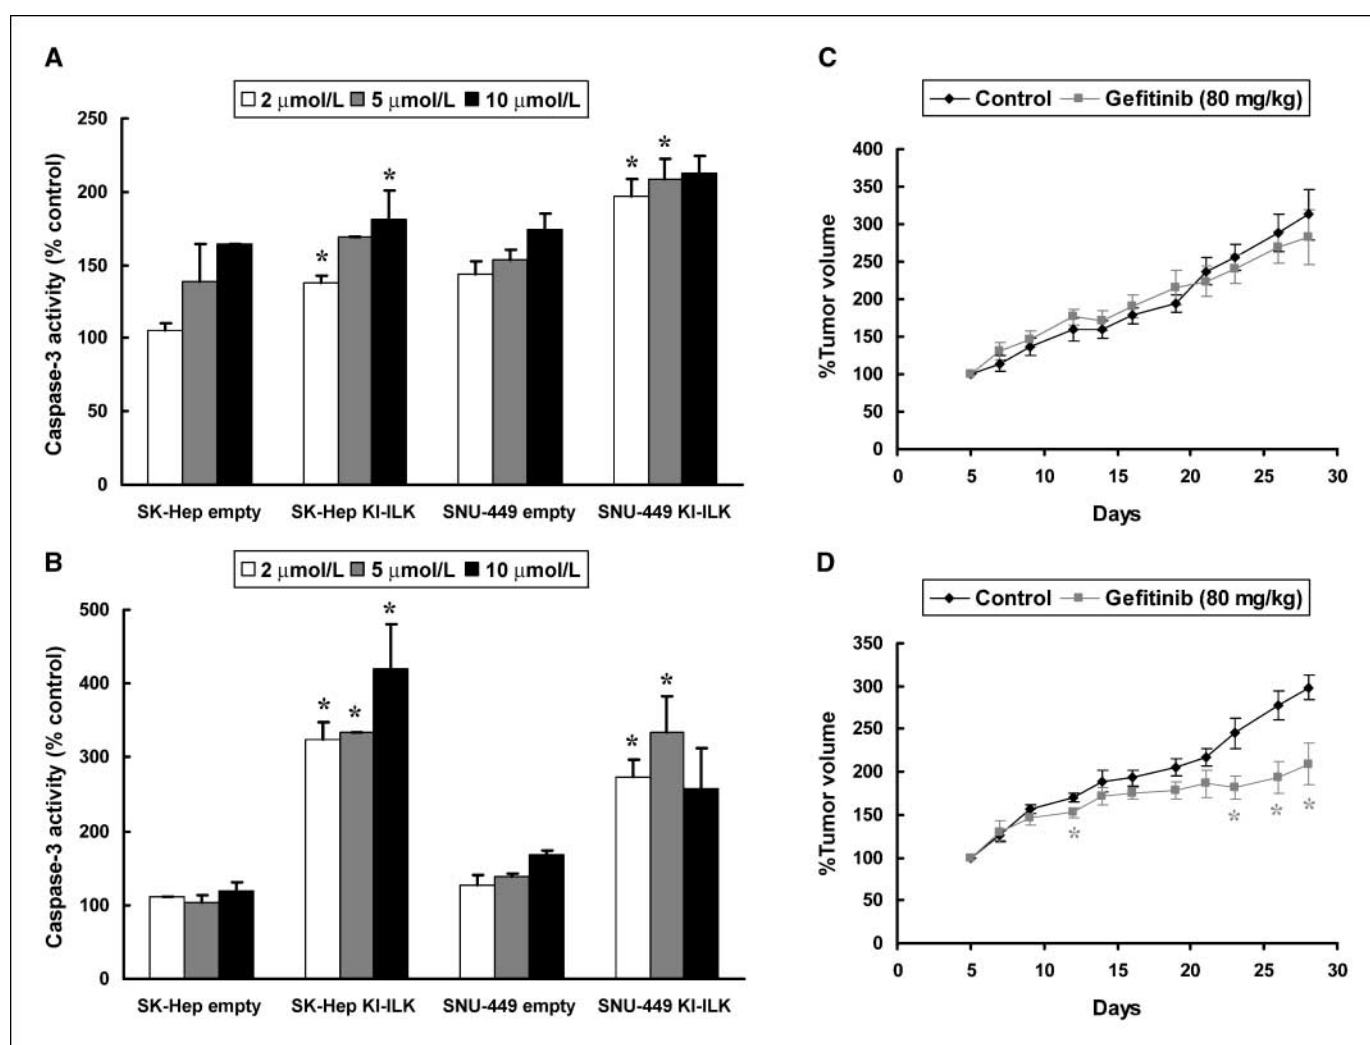 A
2 μmol/L 5 μmol/L 10 μmol/L
Caspase-3 activity (% control)
250
200
150
100
50
0
* * * *
SK-Hep empty SK-Hep KI-ILK SNU-449 empty SNU-449 KI-ILK
B
2 μmol/L 5 μmol/L 10 μmol/L
Caspase-3 activity (% control)
500
400
300
200
100
0
* * * * *
SK-Hep empty SK-Hep KI-ILK SNU-449 empty SNU-449 KI-ILK
C
Control Gefitinib (80 mg/kg)
%Tumor volume
400
350
300
250
200
150
100
50
0
0 5 10 15 20 25 30
Days
D
Control Gefitinib (80 mg/kg)
%Tumor volume
350
300
250
200
150
100
50
0
* * * *
0 5 10 15 20 25 30
Days